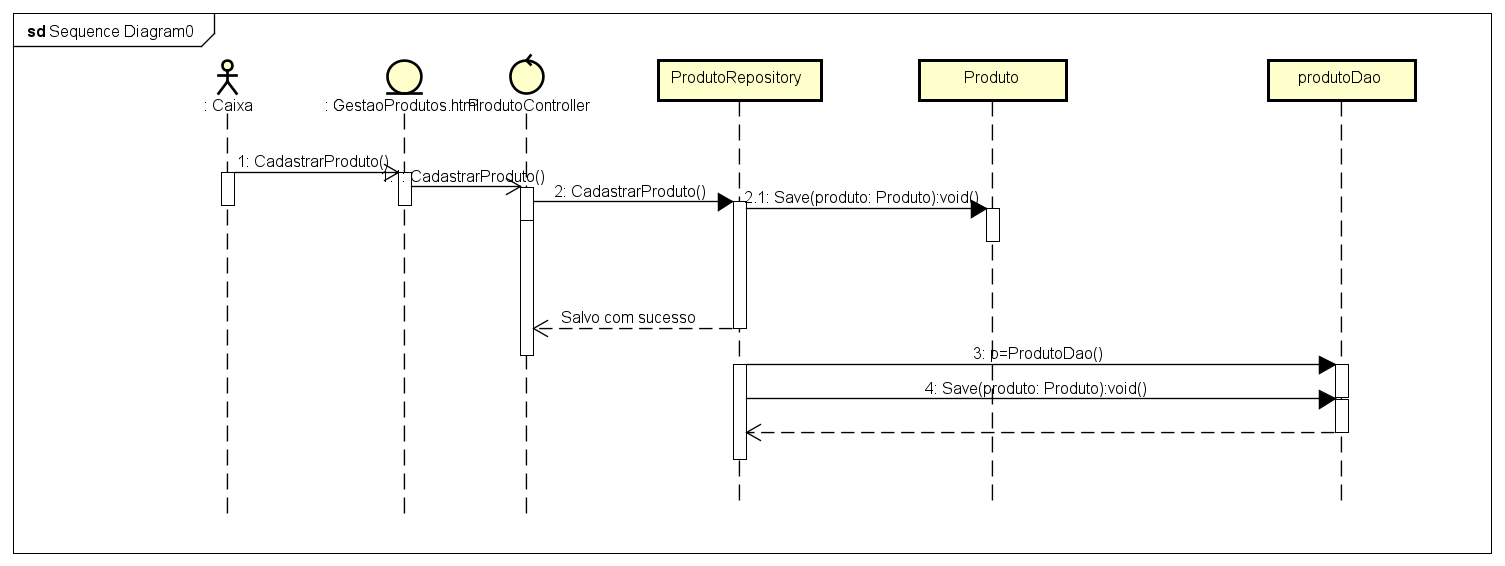 sd Sequence Diagram0
ProdutoRepository
Produto
produtoDao
: Caixa
: GestaoProdutos.html
ProdutoController
1: CadastrarProduto()
CadastrarProduto()
2: CadastrarProduto()
2.1: Save(produto: Produto):void()
Salvo com sucesso
3: p=ProdutoDao()
4: Save(produto: Produto):void()